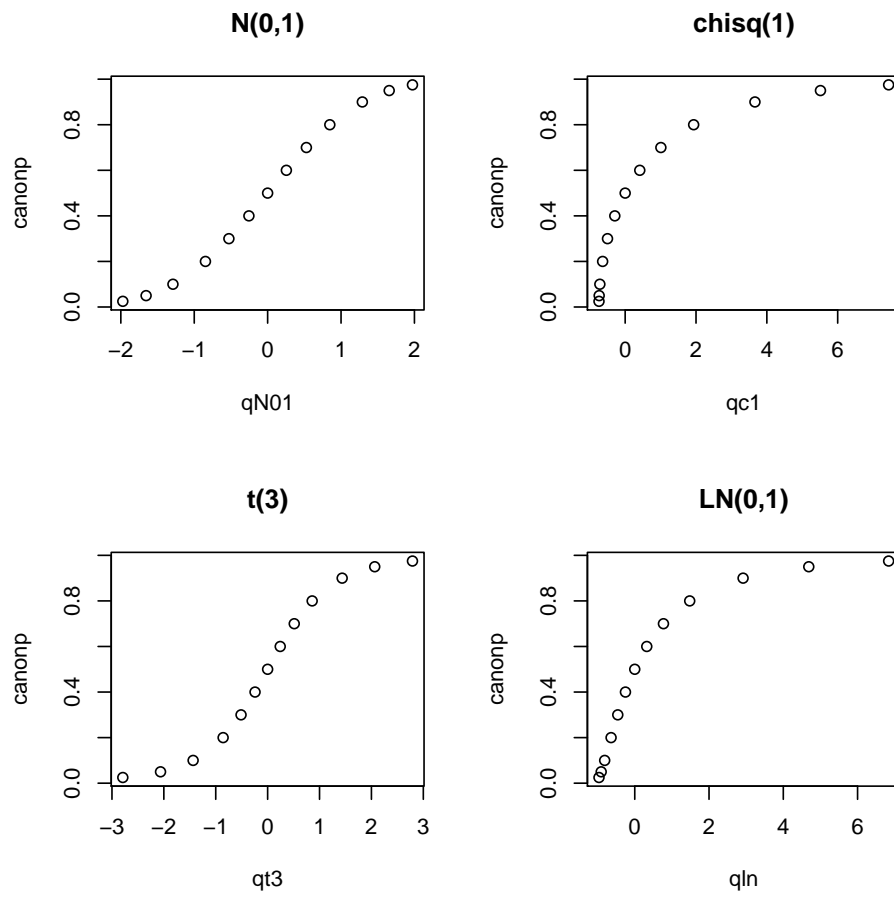 N(0,1)
canonp
0.0 0.4 0.8
−2 −1 0 1 2
qN01
chisq(1)
canonp
0.0 0.4 0.8
0 2 4 6
qc1
t(3)
canonp
0.0 0.4 0.8
−3 −2 −1 0 1 2 3
qt3
LN(0,1)
canonp
0.0 0.4 0.8
0 2 4 6
qln